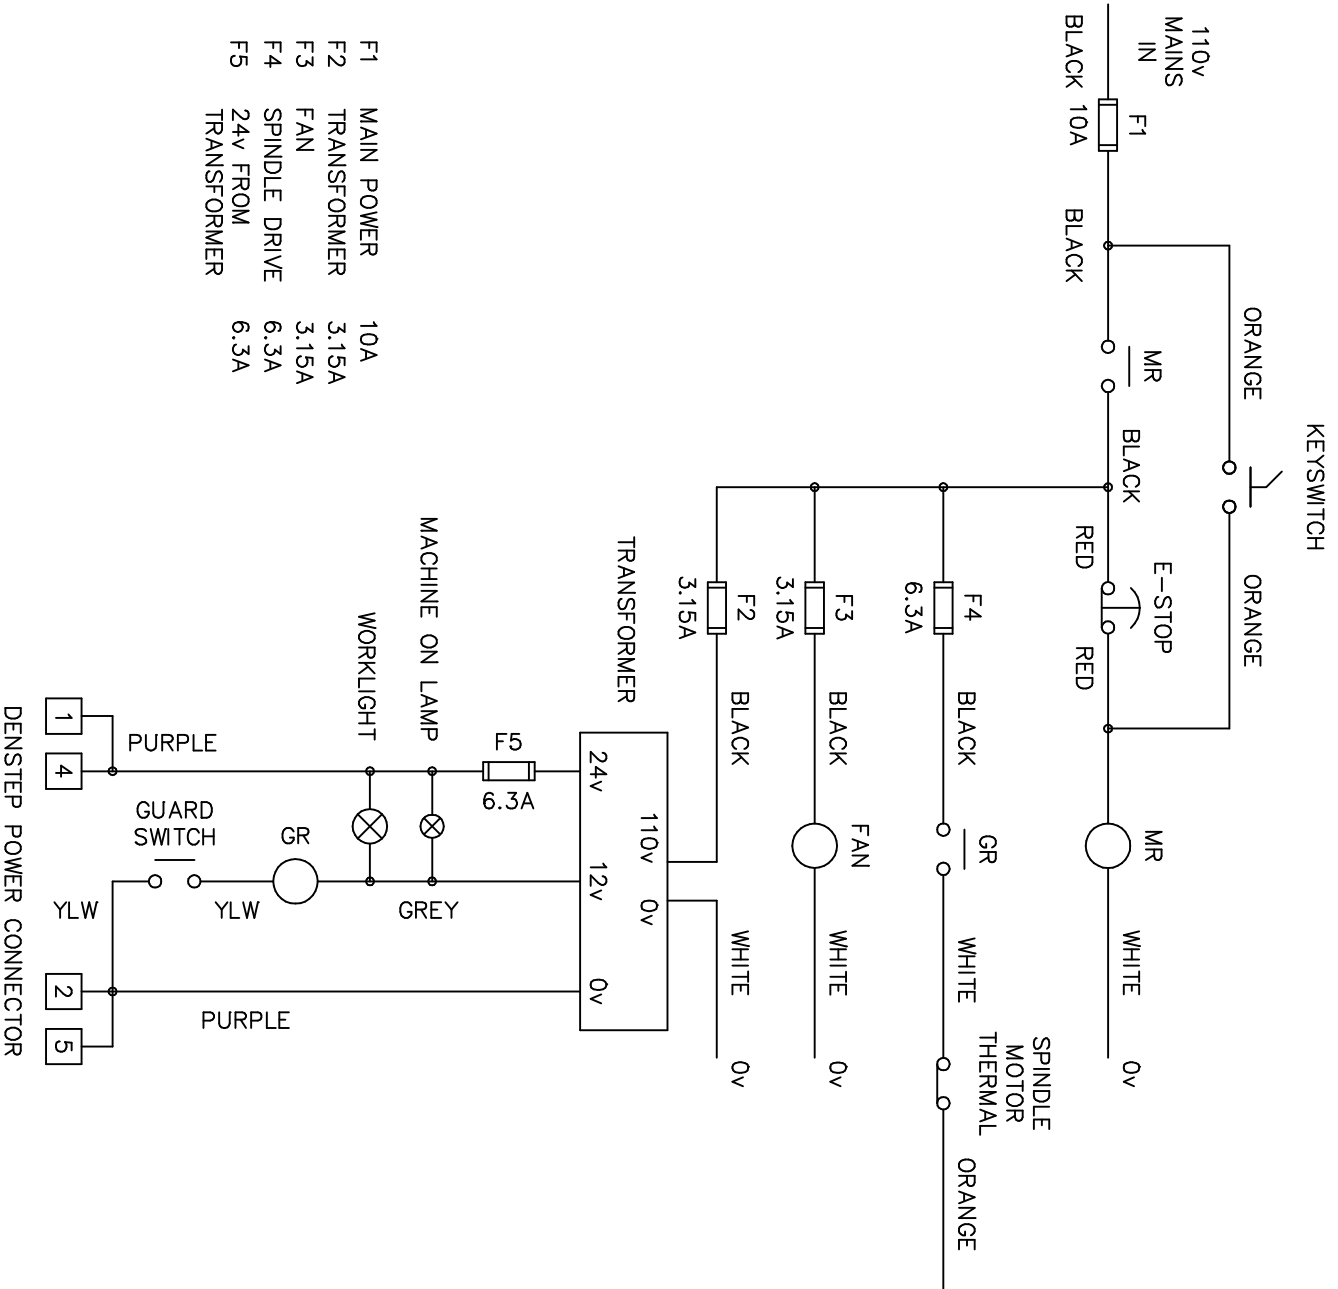 KEYSWITCH
ORANGE
ORANGE
110v
MAINS
IN
F1
MR
E-STOP
MR
BLACK
10A
BLACK
BLACK
RED
RED
WHITE
0v
SPINDLE
MOTOR
THERMAL
F4
6.3A
BLACK
GR
WHITE
ORANGE
F3
3.15A
BLACK
FAN
WHITE
0v
F2
3.15A
BLACK
WHITE
0v
TRANSFORMER
110v
0v
24v
12v
0v
F5
6.3A
MACHINE ON LAMP
WORKLIGHT
GREY
GR
GUARD
SWITCH
YLW
YLW
PURPLE
PURPLE
1
4
2
5
DENSTEP POWER CONNECTOR
F1 MAIN POWER 10A
F2 TRANSFORMER 3.15A
F3 FAN 3.15A
F4 SPINDLE DRIVE 6.3A
F5 24v FROM 6.3A
TRANSFORMER